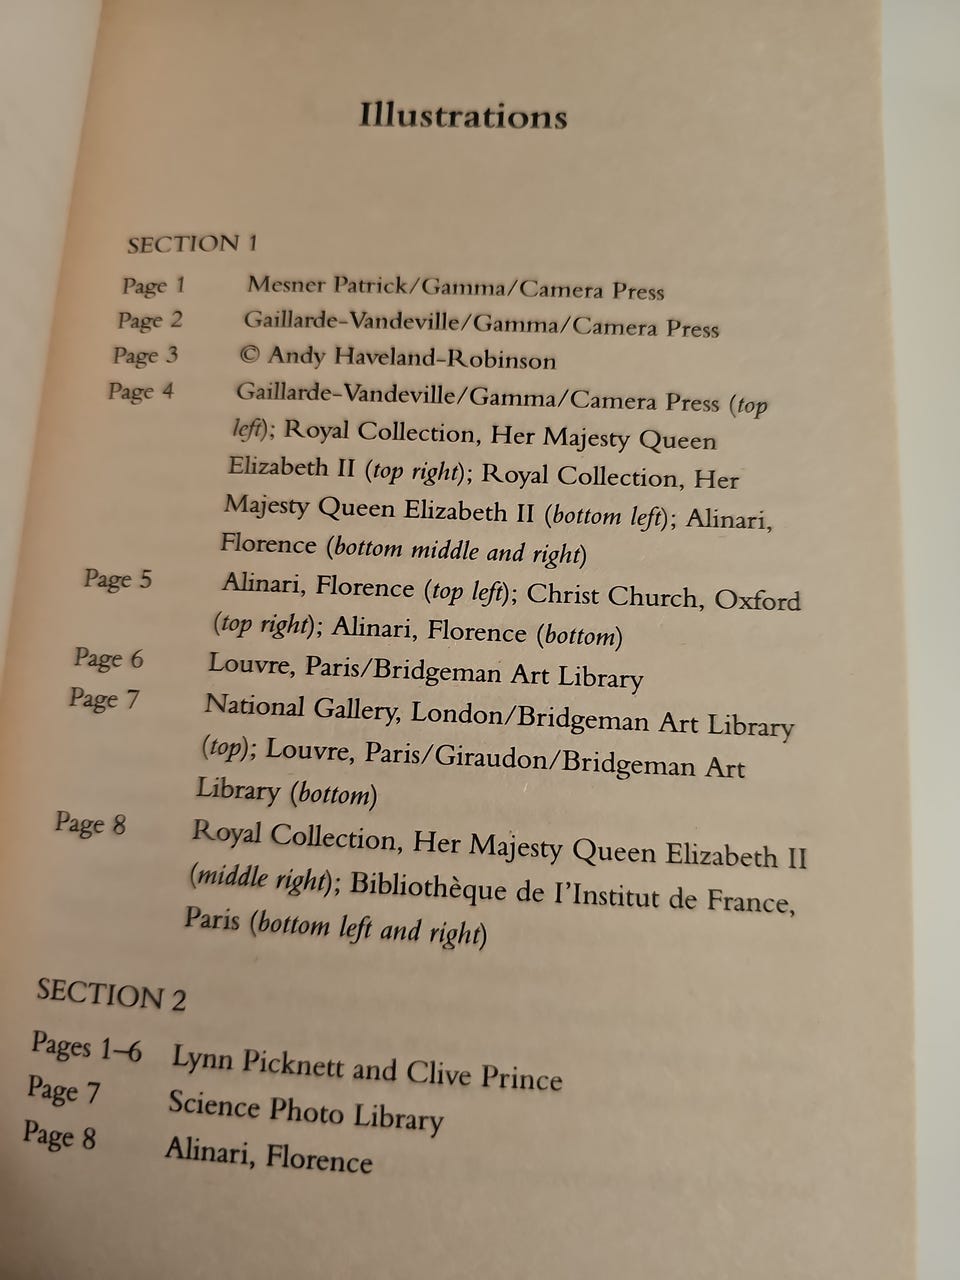 Illustrations
SECTION 1
Page 1 Mesner Patrick/Gamma/Camera Press
Page 2 Gaillarde-Vandeville/Gamma/Camera Press
Page 3 © Andy Haveland-Robinson
Page 4 Gaillarde-Vandeville/Gamma/Camera Press (top
left); Royal Collection, Her Majesty Queen
Elizabeth II (top right); Royal Collection, Her
Majesty Queen Elizabeth II (bottom left); Alinari,
Florence (bottom middle and right)
Page 5 Alinari, Florence (top left); Christ Church, Oxford
(top right); Alinari, Florence (bottom)
Page 6 Louvre, Paris/Bridgeman Art Library
Page 7 National Gallery, London/Bridgeman Art Library
(top); Louvre, Paris/Giraudon/Bridgeman Art
Library (bottom)
Page 8 Royal Collection, Her Majesty Queen Elizabeth II
(middle right); Bibliothèque de I'Institut de France,
Paris (bottom left and right)
SECTION 2
Pages 1–6 Lynn Picknett and Clive Prince
Page 7 Science Photo Library
Page 8 Alinari, Florence